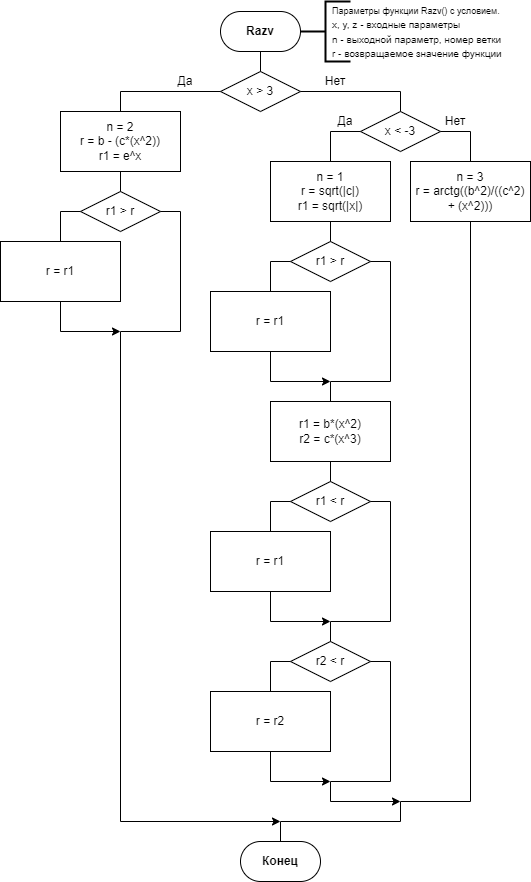 Razv
Параметры функции Razv() с условием.
x, y, z - входные параметры
n - выходной параметр, номер ветки
r - возвращаемое значение функции
Да
x > 3
Нет
n = 2
r = b - (c*(x^2))
r1 = e^x
Да
x < -3
Нет
n = 1
r = sqrt(|c|)
r1 = sqrt(|x|)
n = 3
r = arctg((b^2)/((c^2)
+ (x^2)))
r1 > r
r = r1
r1 > r
r = r1
r1 = b*(x^2)
r2 = c*(x^3)
r1 < r
r = r1
r2 < r
r = r2
Конец